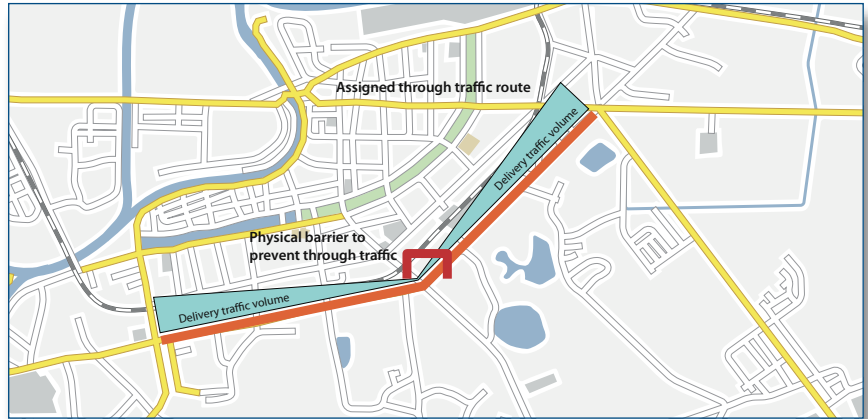 Assigned through traffic route
Delivery traffic volume
Physical barrier to
prevent through traffic
Delivery traffic volume